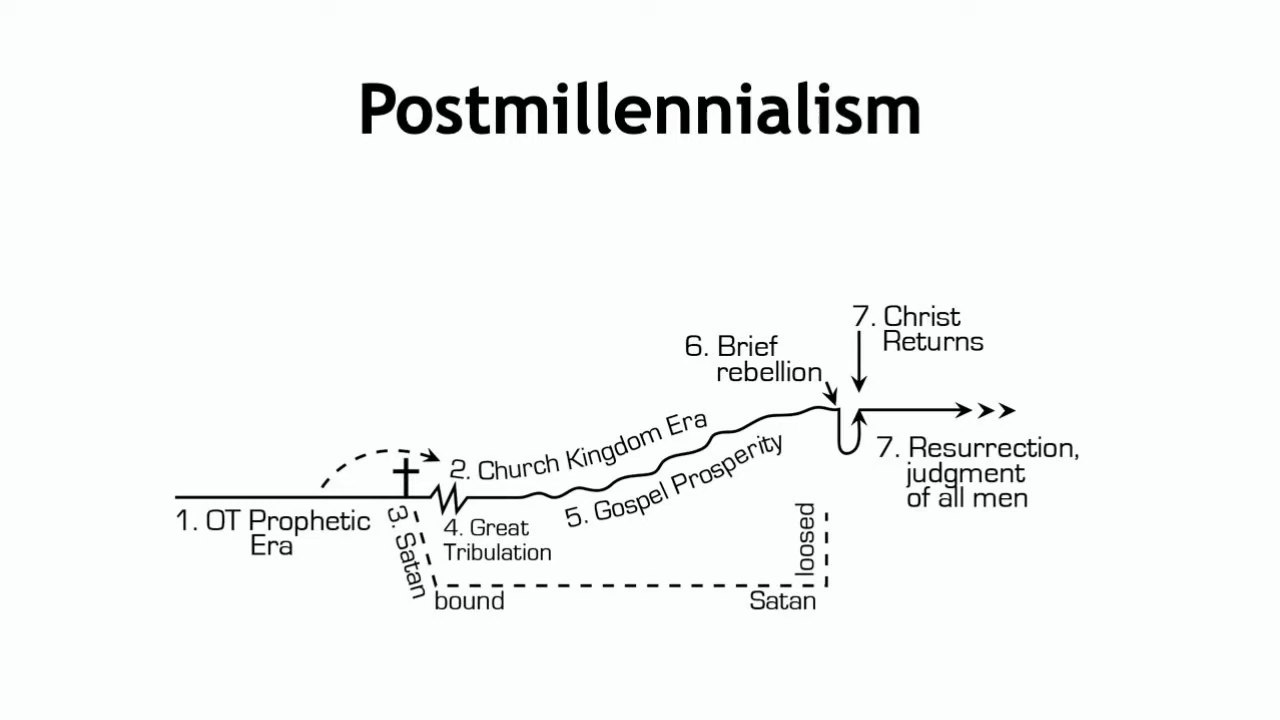 Postmillennialism
7. Christ
Returns
6. Brief
rebellion
2. Church Kingdom Era
7. Resurrection,
judgment
of all men
5. Gospel Prosperity
1. OT Prophetic
Era
3. Satan
bound
4. Great
Tribulation
Satan
loosed